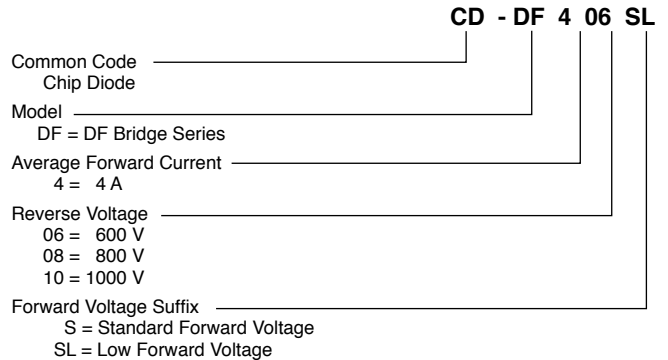 CD - DF 4 06 SL
Common Code
Chip Diode
Model
DF = DF Bridge Series
Average Forward Current
4 = 4 A
Reverse Voltage
06 = 600 V
08 = 800 V
10 = 1000 V
Forward Voltage Suffix
S = Standard Forward Voltage
SL = Low Forward Voltage